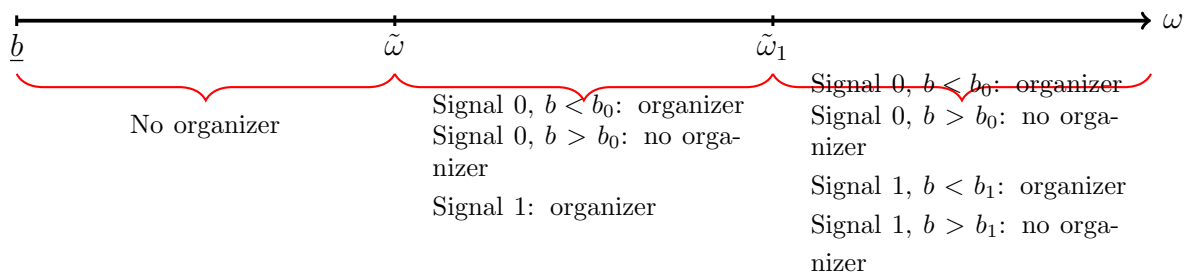 ω
b
ω̃
ω̃₁
No organizer
Signal 0, b < b₀: organizer
Signal 0, b > b₀: no orga-
nizer
Signal 1: organizer
Signal 0, b < b₀: organizer
Signal 0, b > b₀: no orga-
nizer
Signal 1, b < b₁: organizer
Signal 1, b > b₁: no orga-
nizer